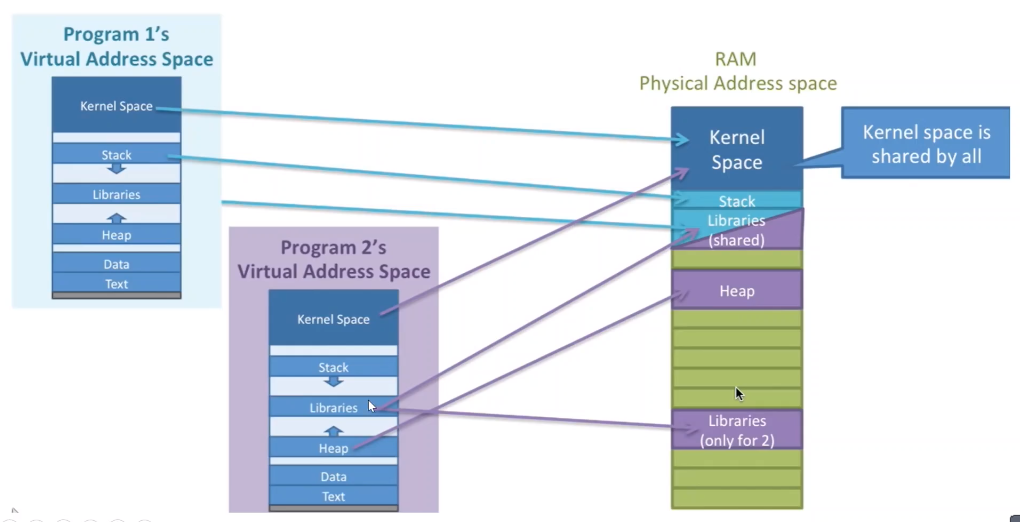 Program 1's
Virtual Address Space
Kernel Space
Stack
Libraries
Heap
Data
Text
Program 2's
Virtual Address Space
Kernel Space
Stack
Libraries
Heap
Data
Text
RAM
Physical Address space
Kernel
Space
Stack
Libraries
(shared)
Heap
Libraries
(only for 2)
Kernel space is
shared by all